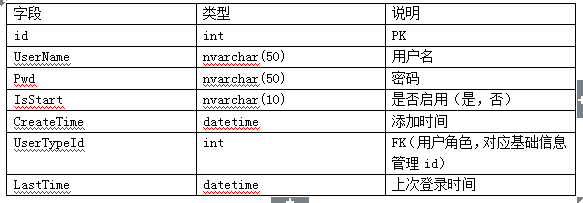 字段 类型 说明
id int PK
UserName nvarchar(50) 用户名
Pwd nvarchar(50) 密码
IsStart nvarchar(10) 是否启用(是,否)
CreateTime datetime 添加时间
UserTypeId int FK(用户角色,对应基础信息
管理 id)
LastTime datetime 上次登录时间